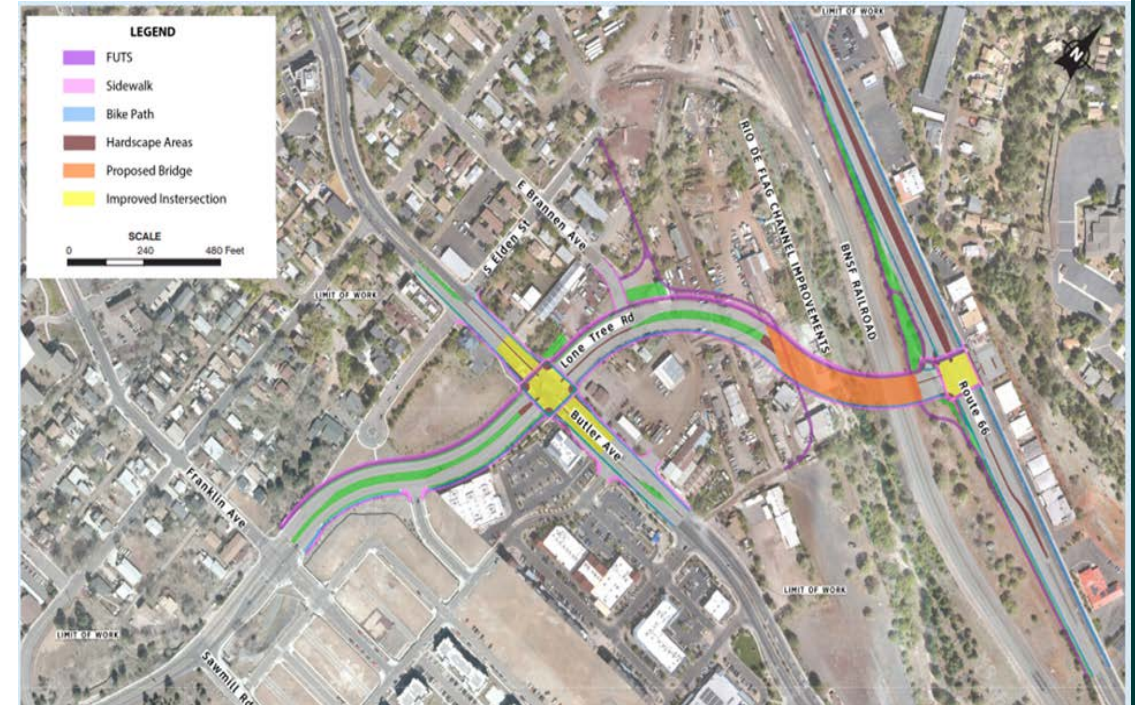 LEGEND
FUTS
Sidewalk
Bike Path
Hardscape Areas
Proposed Bridge
Improved Instersection
SCALE
0 240 480 Feet
LIMIT OF WORK
N
RIO DE FLAG CHANNEL IMPROVEMENTS
E Brannen Ave
S Elden St
BNSF RAILROAD
LIMIT OF WORK
Lone Tree Rd
Route 66
Butler Ave
Franklin Ave
LIMIT OF WORK
LIMIT OF WORK
Sawmill Rd